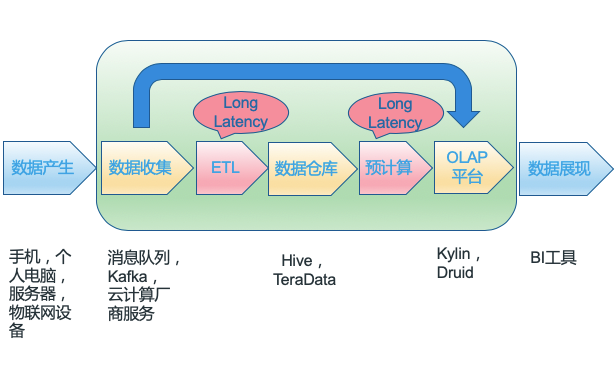 Long
Latency
Long
Latency
数据产生
数据收集
ETL
数据仓库
预计算
OLAP
平台
数据展现
手机，个
人电脑，
服务器，
物联网设
备
消息队列，
Kafka，
云计算厂
商服务
Hive，
TeraData
Kylin，
Druid
BI工具